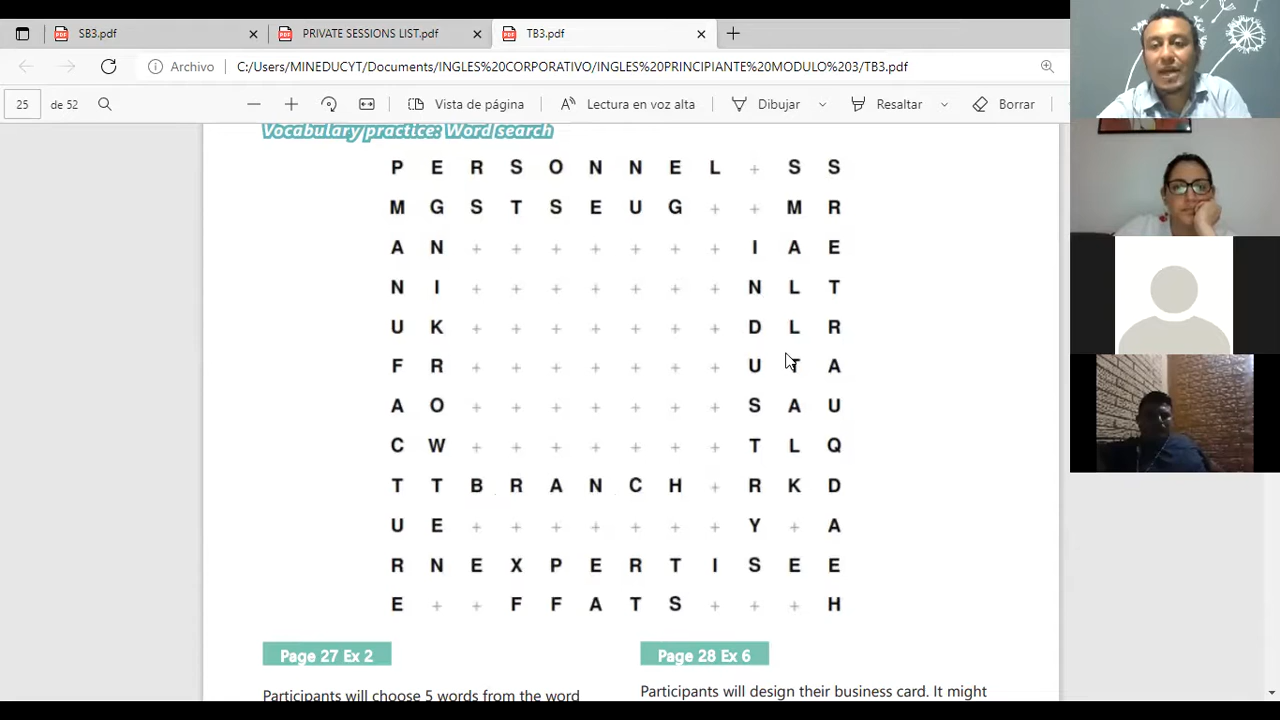 SB3.pdf PRIVATE SESSIONS LIST.pdf TB3.pdf
Archivo C:/Users/MINEDUCYT/Documents/INGLES%20CORPORATIVO/INGLES%20PRINCIPIANTE%20MODULO%203/TB3.pdf
25 de 52 Vista de página Lectura en voz alta Dibujar Resaltar Borrar
Vocabulary practice: Word search
P E R S O N N E L + S S
M G S T S E U G + + M R
A N + + + + + + + I A E
N I + + + + + + + N L T
U K + + + + + + + D L R
F R + + + + + + + U T A
A O + + + + + + + S A U
C W + + + + + + + T L Q
T T B R A N C H + R K D
U E + + + + + + + Y + A
R N E X P E R T I S E E
E + + F F A T S + + + H
Page 27 Ex 2 Page 28 Ex 6
Participants will choose 5 words from the word Participants will design their business card. It might